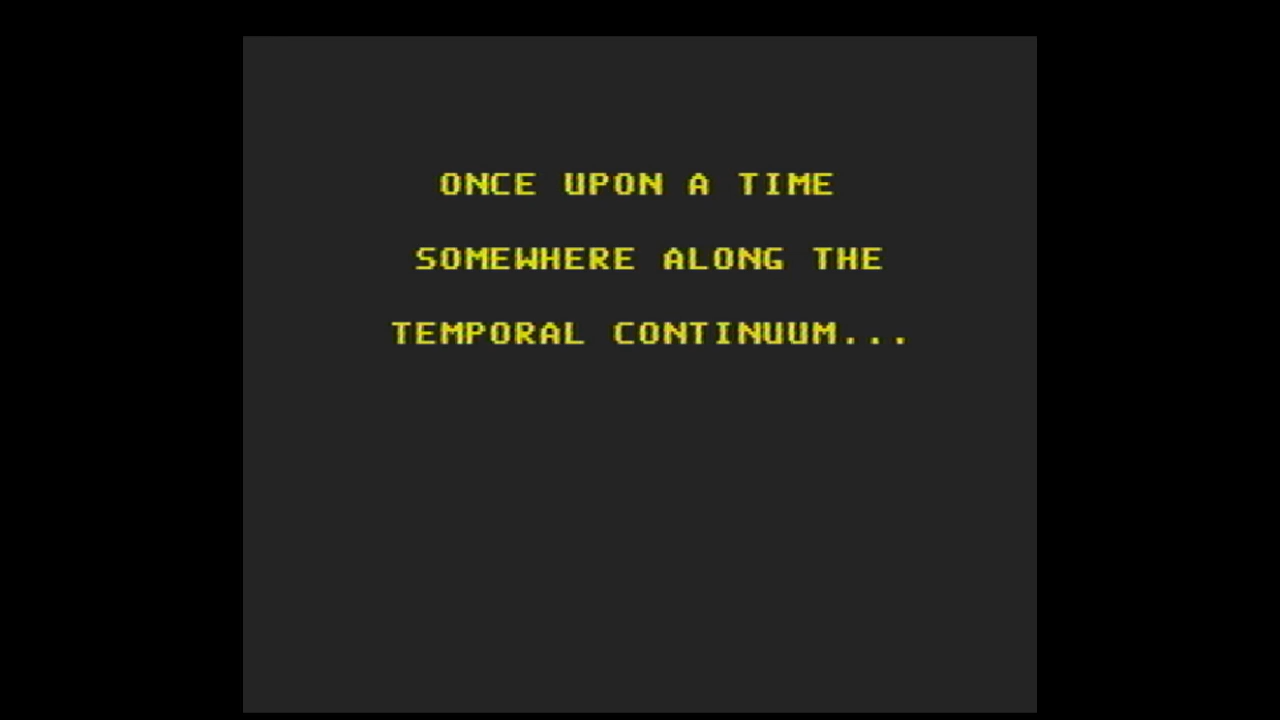 ONCE UPON A TIME
SOMEWHERE ALONG THE
TEMPORAL CONTINUUM...